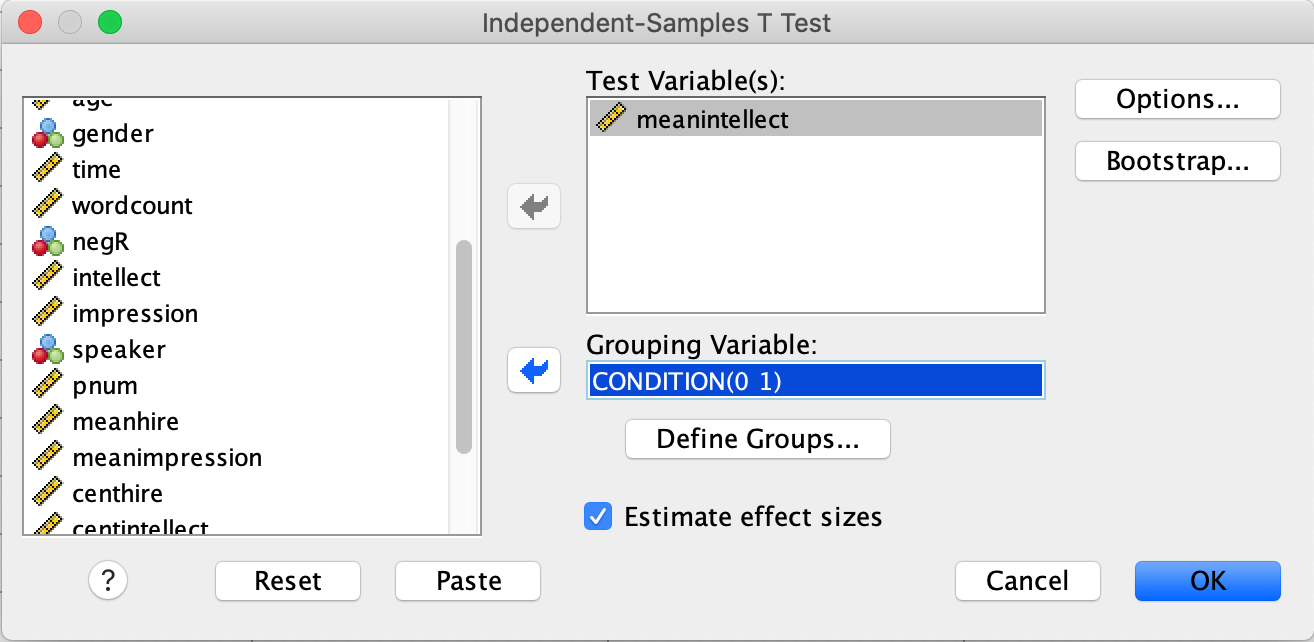 Independent-Samples T Test
age
gender
time
wordcount
negR
intellect
impression
speaker
pnum
meanhire
meanimpression
centhire
centintellect
Test Variable(s):
meanintellect
Grouping Variable:
CONDITION(0 1)
Define Groups...
Estimate effect sizes
Options...
Bootstrap...
?
Reset
Paste
Cancel
OK